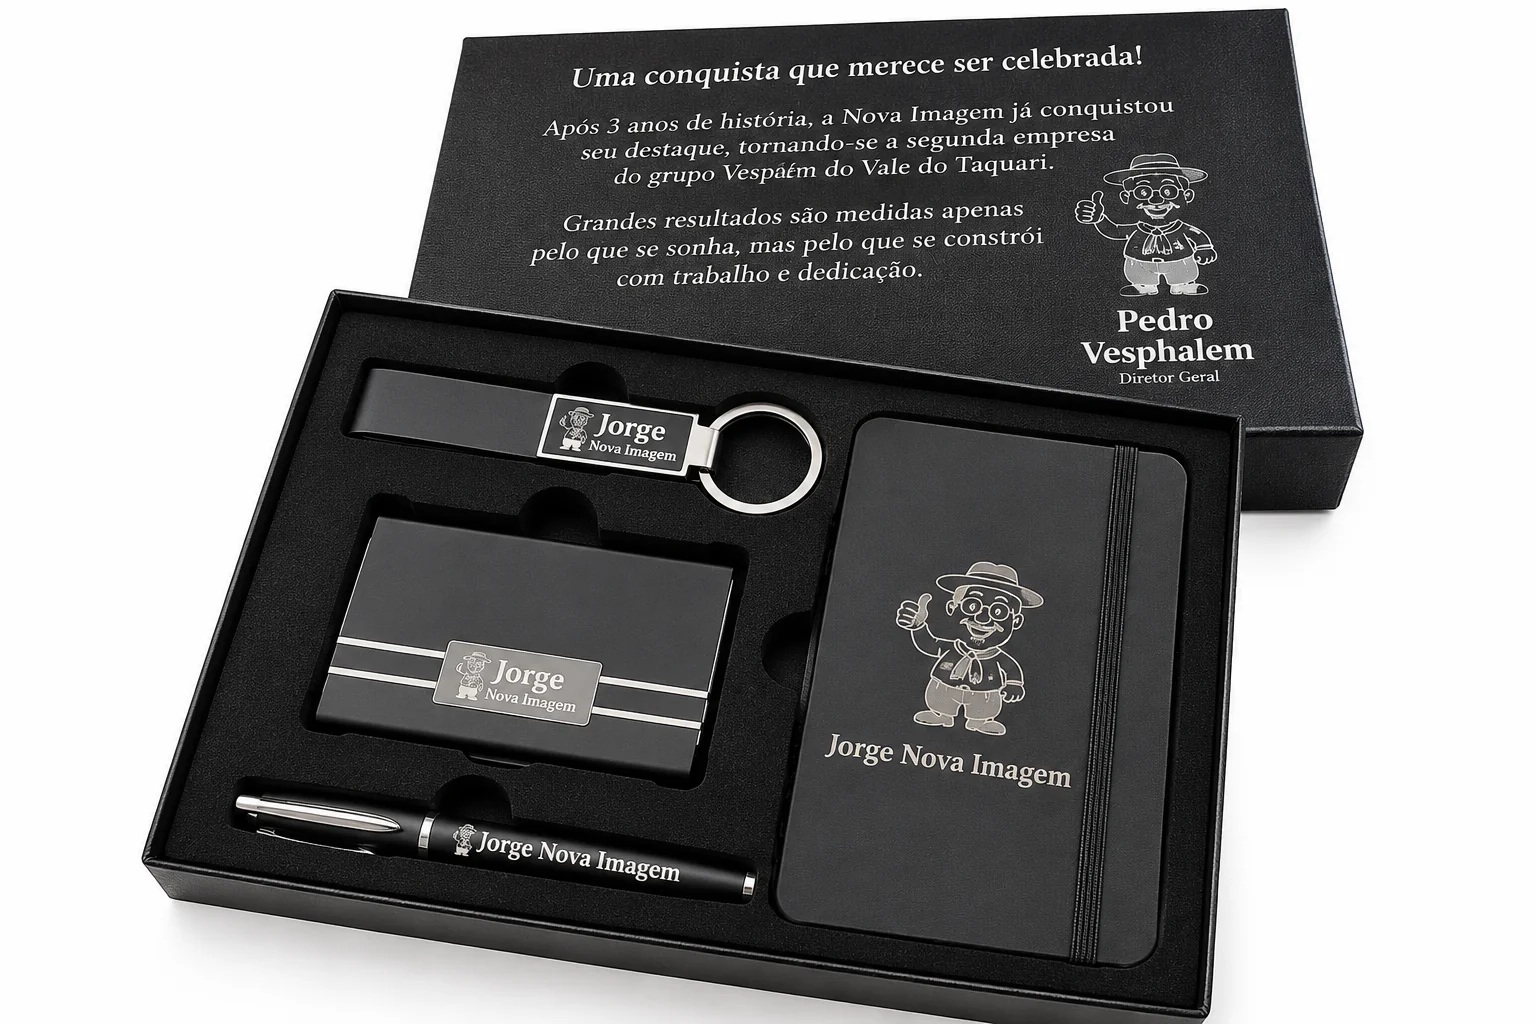 Uma conquista que merece ser celebrada!
Após 3 anos de história, a Nova Imagem já conquistou
seu destaque, tornando-se a segunda empresa
do grupo do Vale do Taquari.
Grandes resultados são medidas apenas
pelo que se sonha, mas pelo que se constrói
com trabalho e dedicação.
Pedro
Vesphalem
Diretor Geral
Jorge
Nova Imagem
Jorge
Nova Imagem
Jorge Nova Imagem
Jorge Nova Imagem